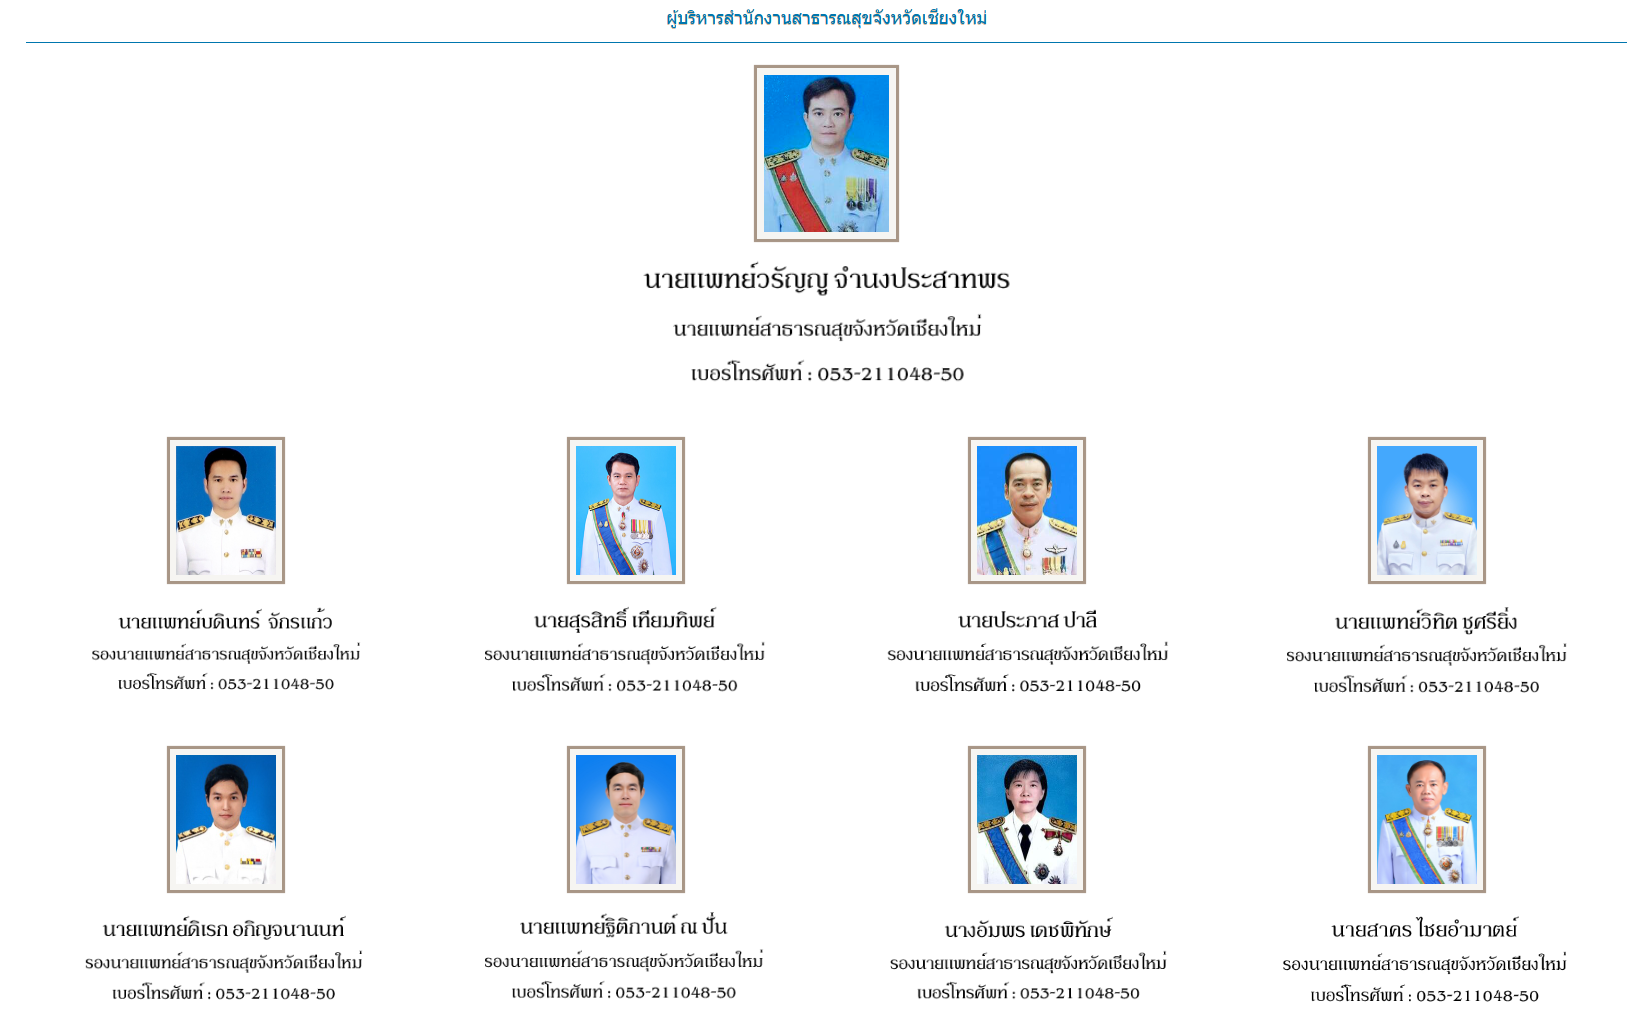 ผู้บริหารสำนักงานสาธารณสุขจังหวัดเชียงใหม่
นายแพทย์วรัญญู จำนงประสาทพร
นายแพทย์สาธารณสุขจังหวัดเชียงใหม่
เบอร์โทรศัพท์ : 053-211048-50
นายแพทย์บดินทร์ จักรแก้ว
รองนายแพทย์สาธารณสุขจังหวัดเชียงใหม่
เบอร์โทรศัพท์ : 053-211048-50
นายสุรสิทธิ์ เทียมทิพย์
รองนายแพทย์สาธารณสุขจังหวัดเชียงใหม่
เบอร์โทรศัพท์ : 053-211048-50
นายประภาส ปาลี
รองนายแพทย์สาธารณสุขจังหวัดเชียงใหม่
เบอร์โทรศัพท์ : 053-211048-50
นายแพทย์วิทิต ชูศรียิ่ง
รองนายแพทย์สาธารณสุขจังหวัดเชียงใหม่
เบอร์โทรศัพท์ : 053-211048-50
นายแพทย์ดิเรก อภิญจนานนท์
รองนายแพทย์สาธารณสุขจังหวัดเชียงใหม่
เบอร์โทรศัพท์ : 053-211048-50
นายแพทย์ฐิติกานต์ ณ ปั่น
รองนายแพทย์สาธารณสุขจังหวัดเชียงใหม่
เบอร์โทรศัพท์ : 053-211048-50
นางอัมพร เดชพิทักษ์
รองนายแพทย์สาธารณสุขจังหวัดเชียงใหม่
เบอร์โทรศัพท์ : 053-211048-50
นายสาคร ไชยอำมาตย์
รองนายแพทย์สาธารณสุขจังหวัดเชียงใหม่
เบอร์โทรศัพท์ : 053-211048-50